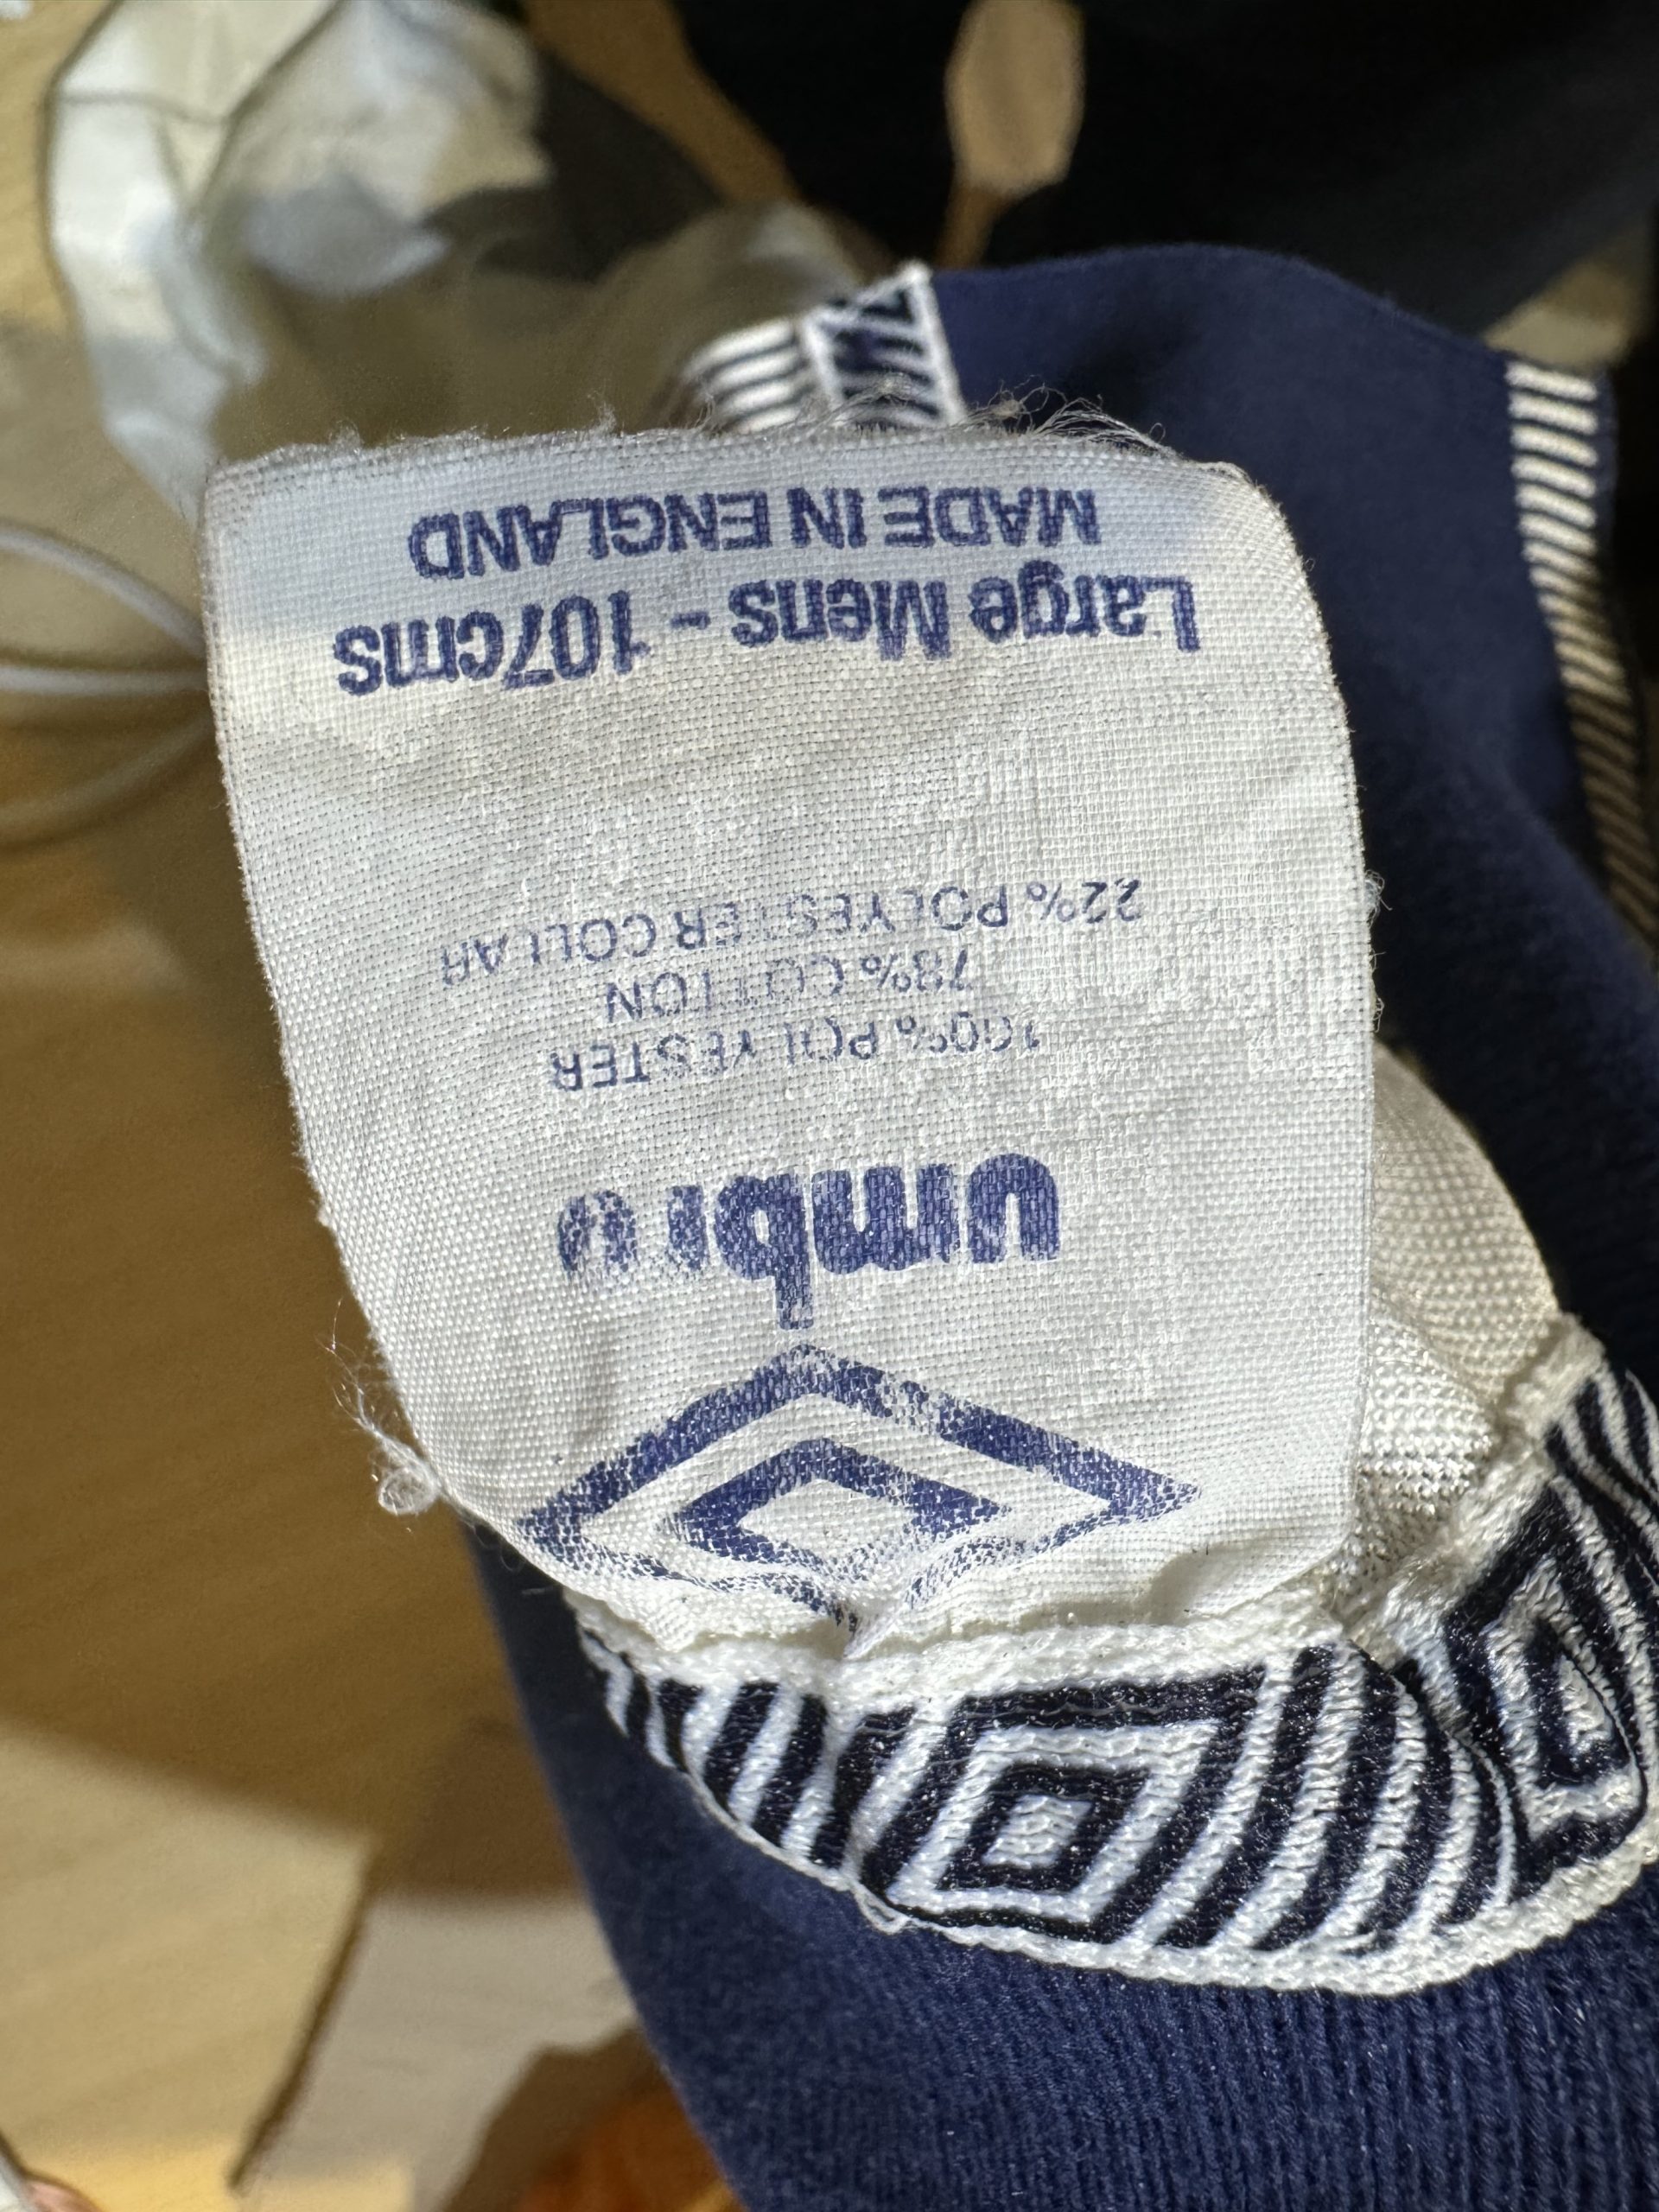 umbro
100% POLYESTER
78% COTTON
22% POLYESTER COLLAR
Large Mens - 107cms
MADE IN ENGLAND